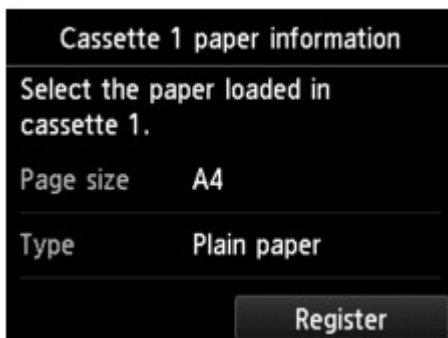 Cassette 1 paper information
Select the paper loaded in
cassette 1.
Page size A4
Type Plain paper
Register